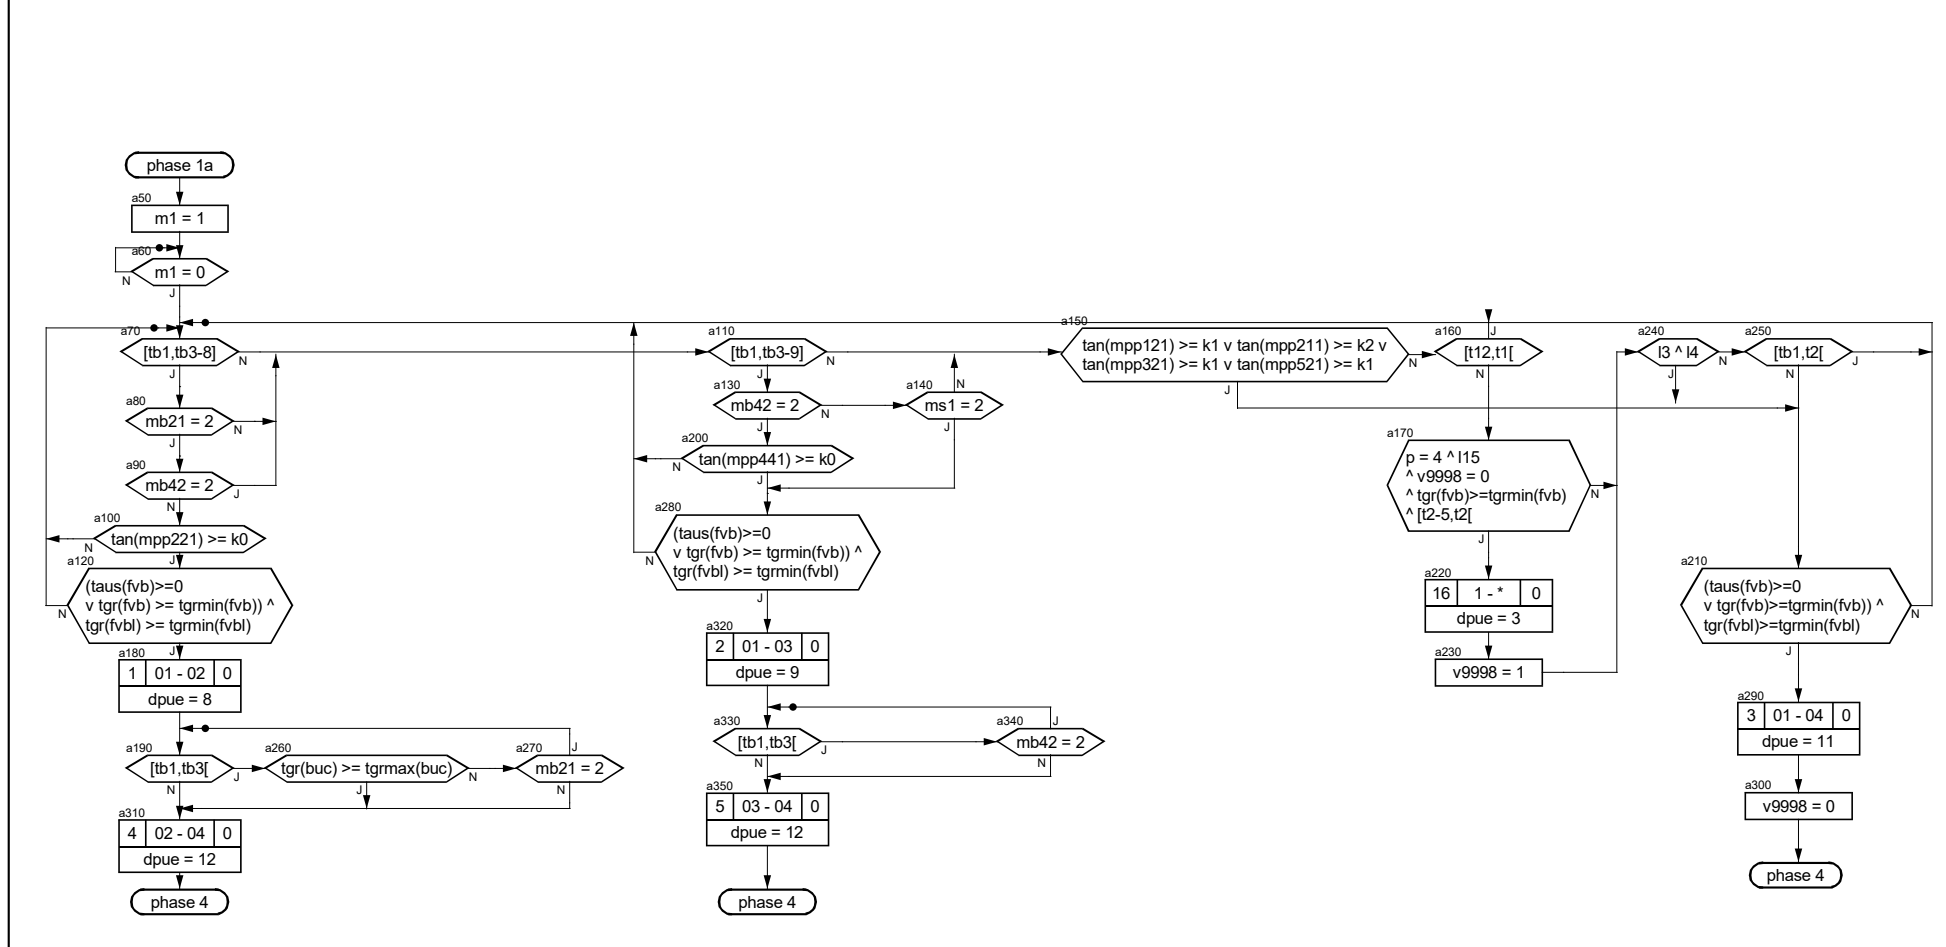 phase 1a
a50
m1 = 1
a60
m1 = 0
N
J
a70
[tb1,tb3-8]
N
J
a80
mb21 = 2
N
J
a90
mb42 = 2
J
N
a100
tan(mpp221) >= k0
N
J
a120
(taus(fvb)>=0
v tgr(fvb) >= tgrmin(fvb)) ^
tgr(fvbl) >= tgrmin(fvbl)
N
J
a180
1 01 - 02 0
dpue = 8
a190
[tb1,tb3[
J
N
a260
tgr(buc) >= tgrmax(buc)
N
J
a270
mb21 = 2
J
N
a310
4 02 - 04 0
dpue = 12
phase 4
a110
[tb1,tb3-9]
N
J
a130
mb42 = 2
N
J
a140
ms1 = 2
N
J
a200
tan(mpp441) >= k0
N
J
a280
(taus(fvb)>=0
v tgr(fvb) >= tgrmin(fvb)) ^
tgr(fvbl) >= tgrmin(fvbl)
N
J
a320
2 01 - 03 0
dpue = 9
a330
[tb1,tb3[
J
N
a340
mb42 = 2
J
N
a350
5 03 - 04 0
dpue = 12
phase 4
a150
tan(mpp121) >= k1 v tan(mpp211) >= k2 v
tan(mpp321) >= k1 v tan(mpp521) >= k1
N
J
a160
[t12,t1[
J
N
a170
p = 4 ^ l15
^ v9998 = 0
^ tgr(fvb)>=tgrmin(fvb)
^ [t2-5,t2[
N
J
a220
16 1 - * 0
dpue = 3
a230
v9998 = 1
a240
l3 ^ l4
N
J
a250
[tb1,t2[
J
N
a210
(taus(fvb)>=0
v tgr(fvb)>=tgrmin(fvb)) ^
tgr(fvbl)>=tgrmin(fvbl)
N
J
a290
3 01 - 04 0
dpue = 11
a300
v9998 = 0
phase 4